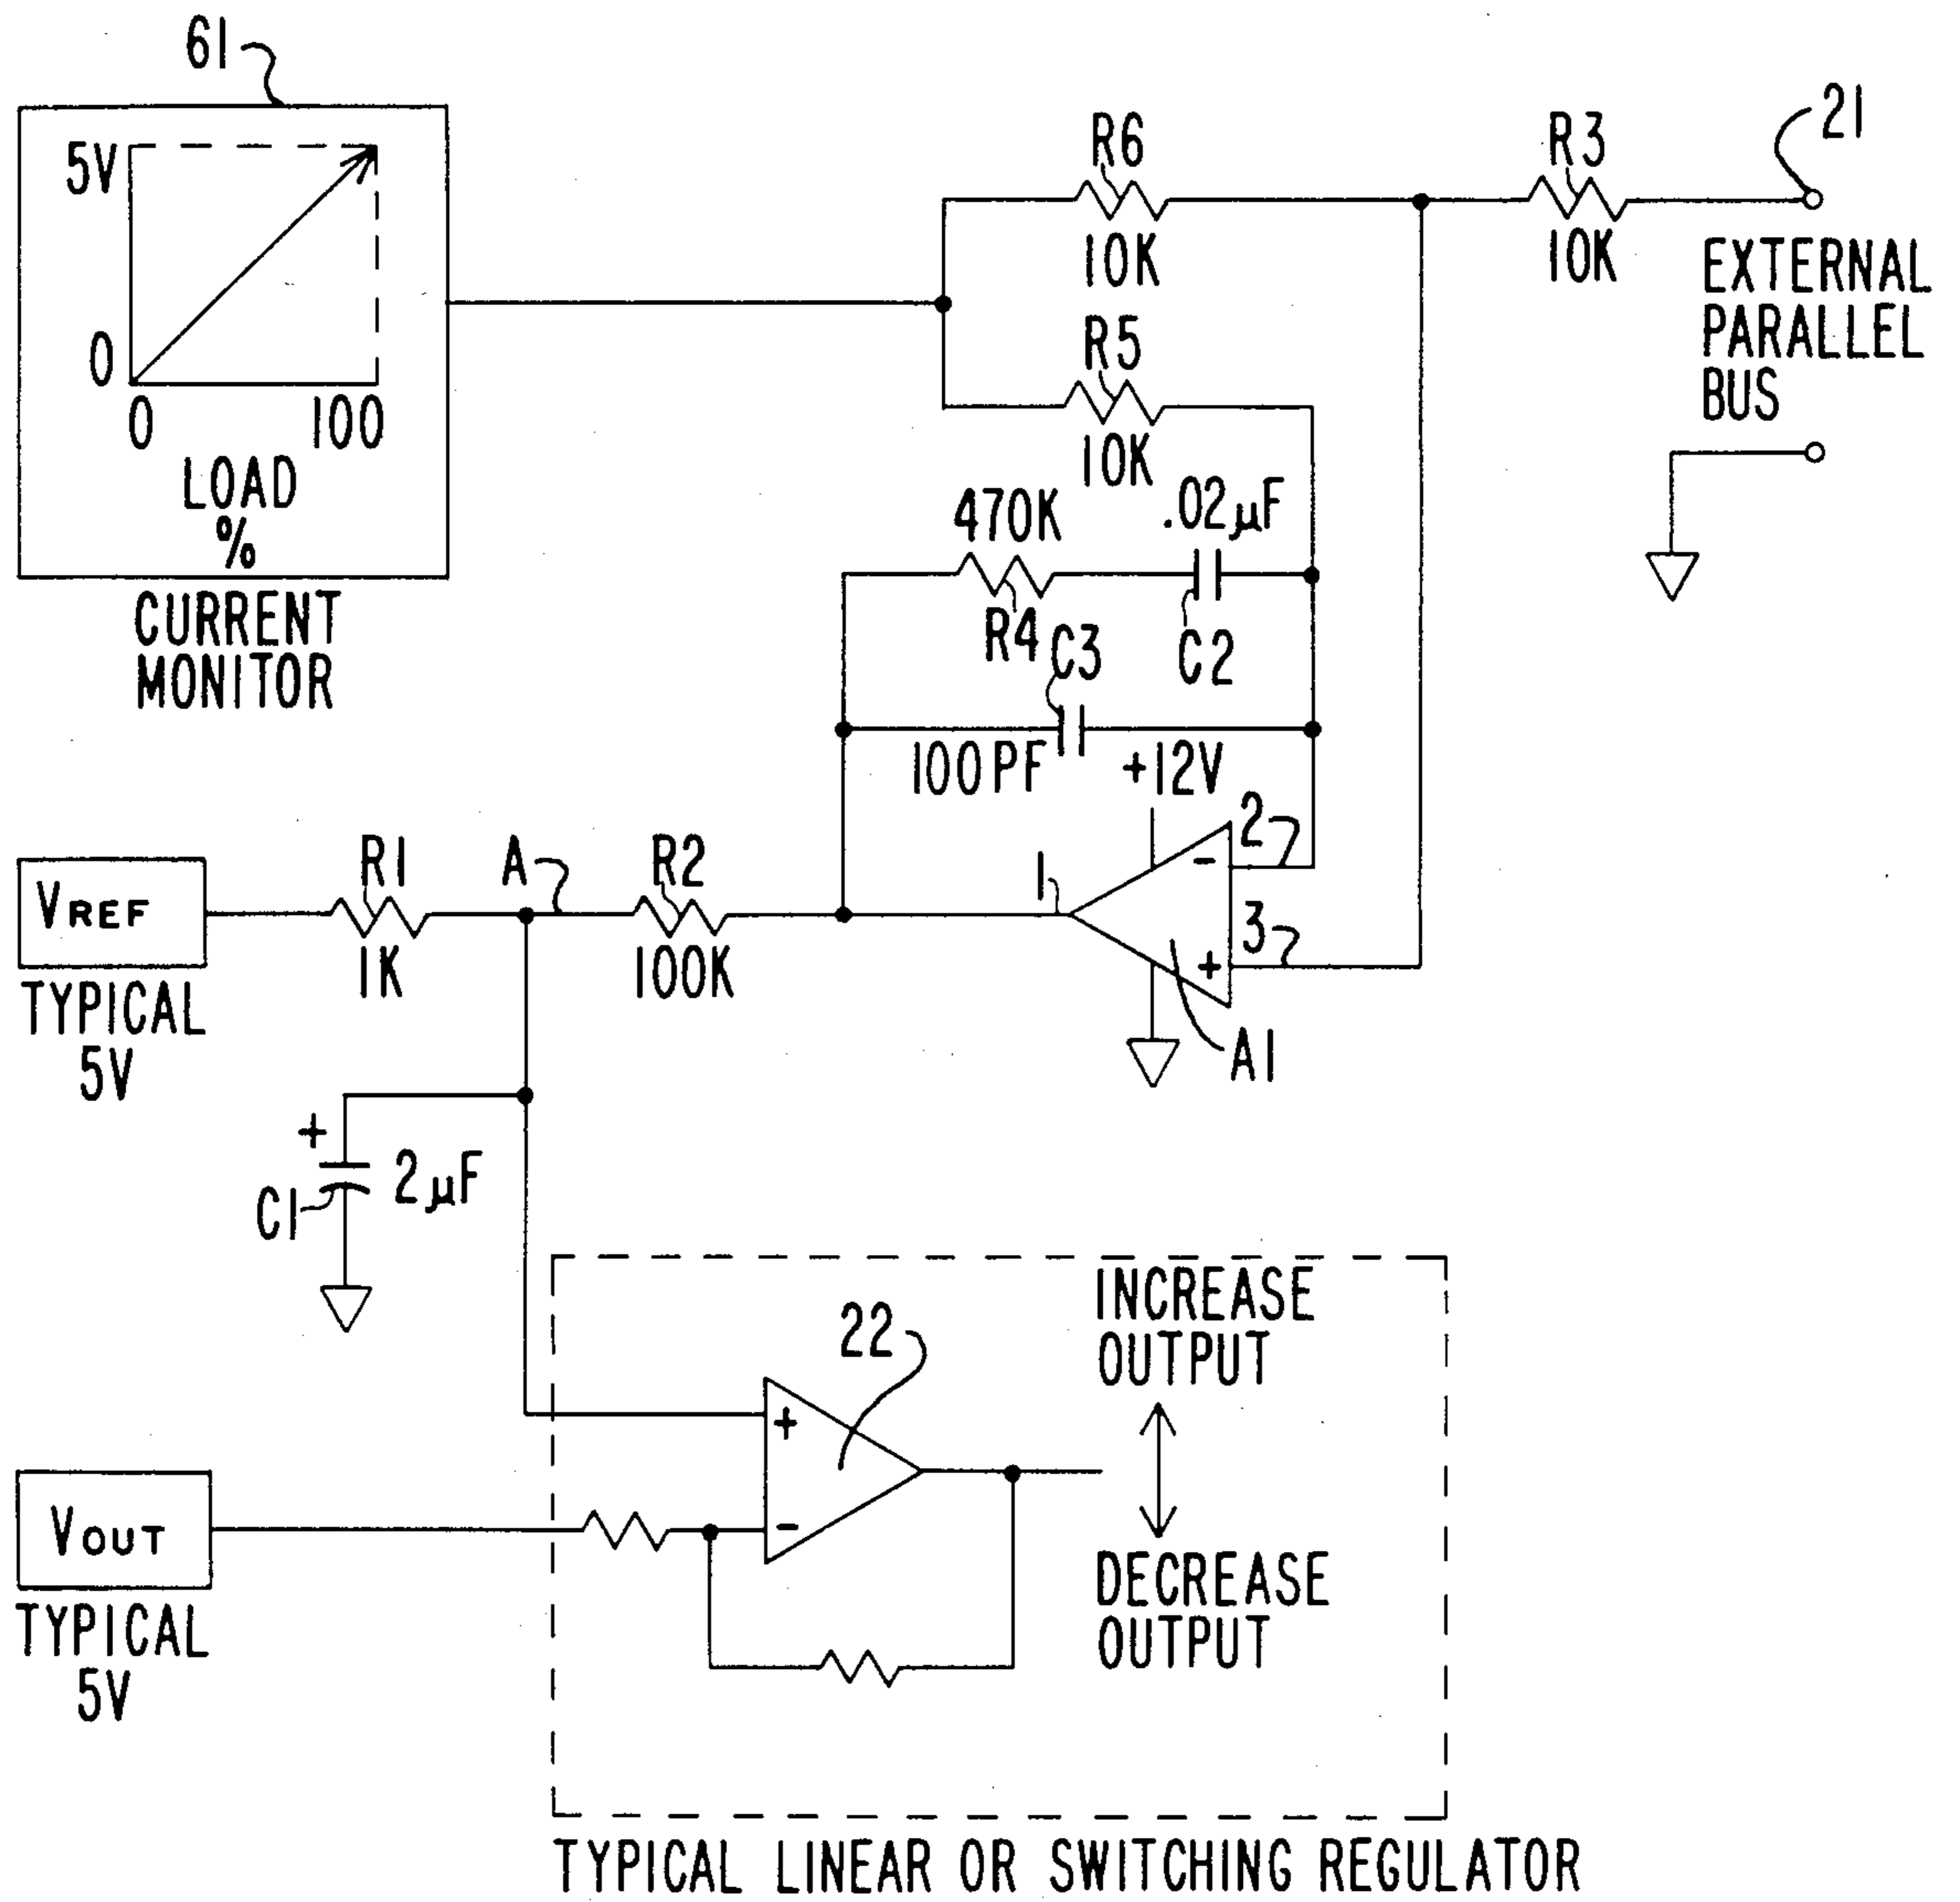 61
5V
0
0 100
LOAD
%
CURRENT
MONITOR
R6
10K
R3
10K
21
EXTERNAL
PARALLEL
BUS
R5
10K
470K
.02µF
R4
C2
C3
100PF
+12V
2
-
1
3
+
A1
VREF
TYPICAL
5V
R1
1K
A
R2
100K
+
2µF
C1
22
+
-
INCREASE
OUTPUT
DECREASE
OUTPUT
VOUT
TYPICAL
5V
TYPICAL LINEAR OR SWITCHING REGULATOR